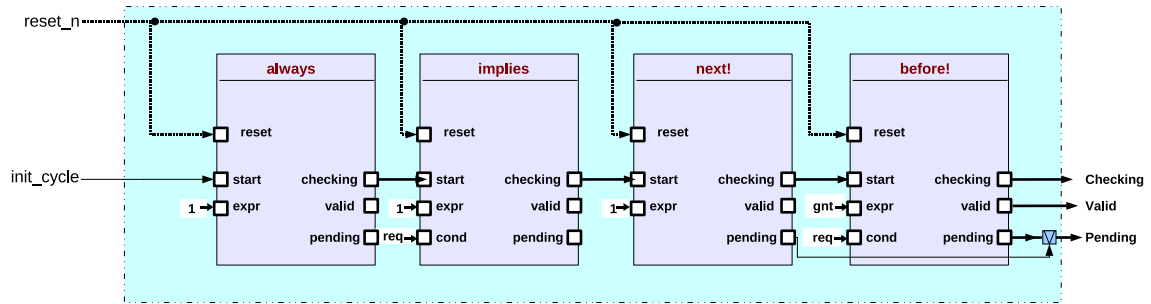 reset_n
always
implies
next!
before!
reset
reset
reset
reset
init_cycle
start
checking
start
checking
start
checking
start
checking
Checking
1
expr
valid
1
expr
valid
1
expr
valid
gnt
expr
valid
Valid
pending
req
cond
pending
pending
req
cond
pending
V
Pending